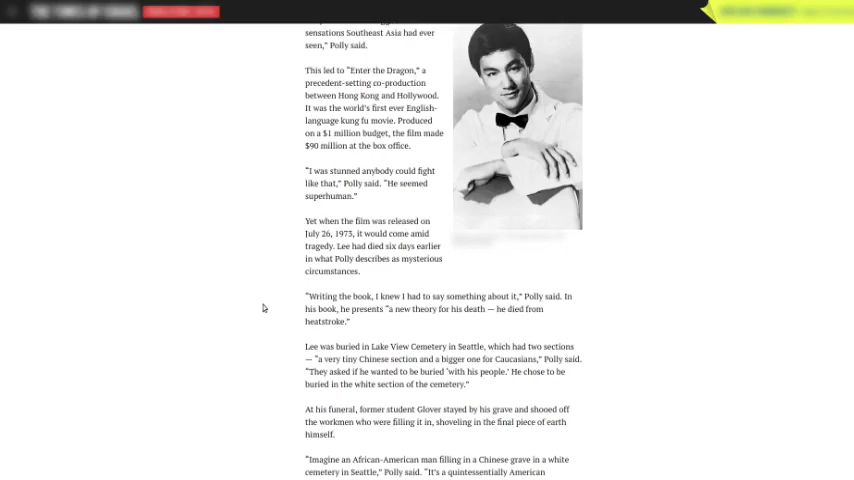 sensations Southeast Asia had ever
seen,” Polly said.
This led to “Enter the Dragon,” a
precedent-setting co-production
between Hong Kong and Hollywood.
It was the world’s first ever English-
language kung fu movie. Produced
on a $1 million budget, the film made
$90 million at the box office.
“I was stunned anybody could fight
like that,” Polly said. “He seemed
superhuman.”
Yet when the film was released on
July 26, 1973, it would come amid
tragedy. Lee had died six days earlier
in what Polly describes as mysterious
circumstances.
“Writing the book, I knew I had to say something about it,” Polly said. In
his book, he presents “a new theory for his death — he died from
heatstroke.”
Lee was buried in Lake View Cemetery in Seattle, which had two sections
— “a very tiny Chinese section and a bigger one for Caucasians,” Polly said.
“They asked if he wanted to be buried ‘with his people.’ He chose to be
buried in the white section of the cemetery.”
At his funeral, former student Glover stayed by his grave and shooed off
the workmen who were filling it in, shoveling in the final piece of earth
himself.
“Imagine an African-American man filling in a Chinese grave in a white
cemetery in Seattle,” Polly said. “It’s a quintessentially American